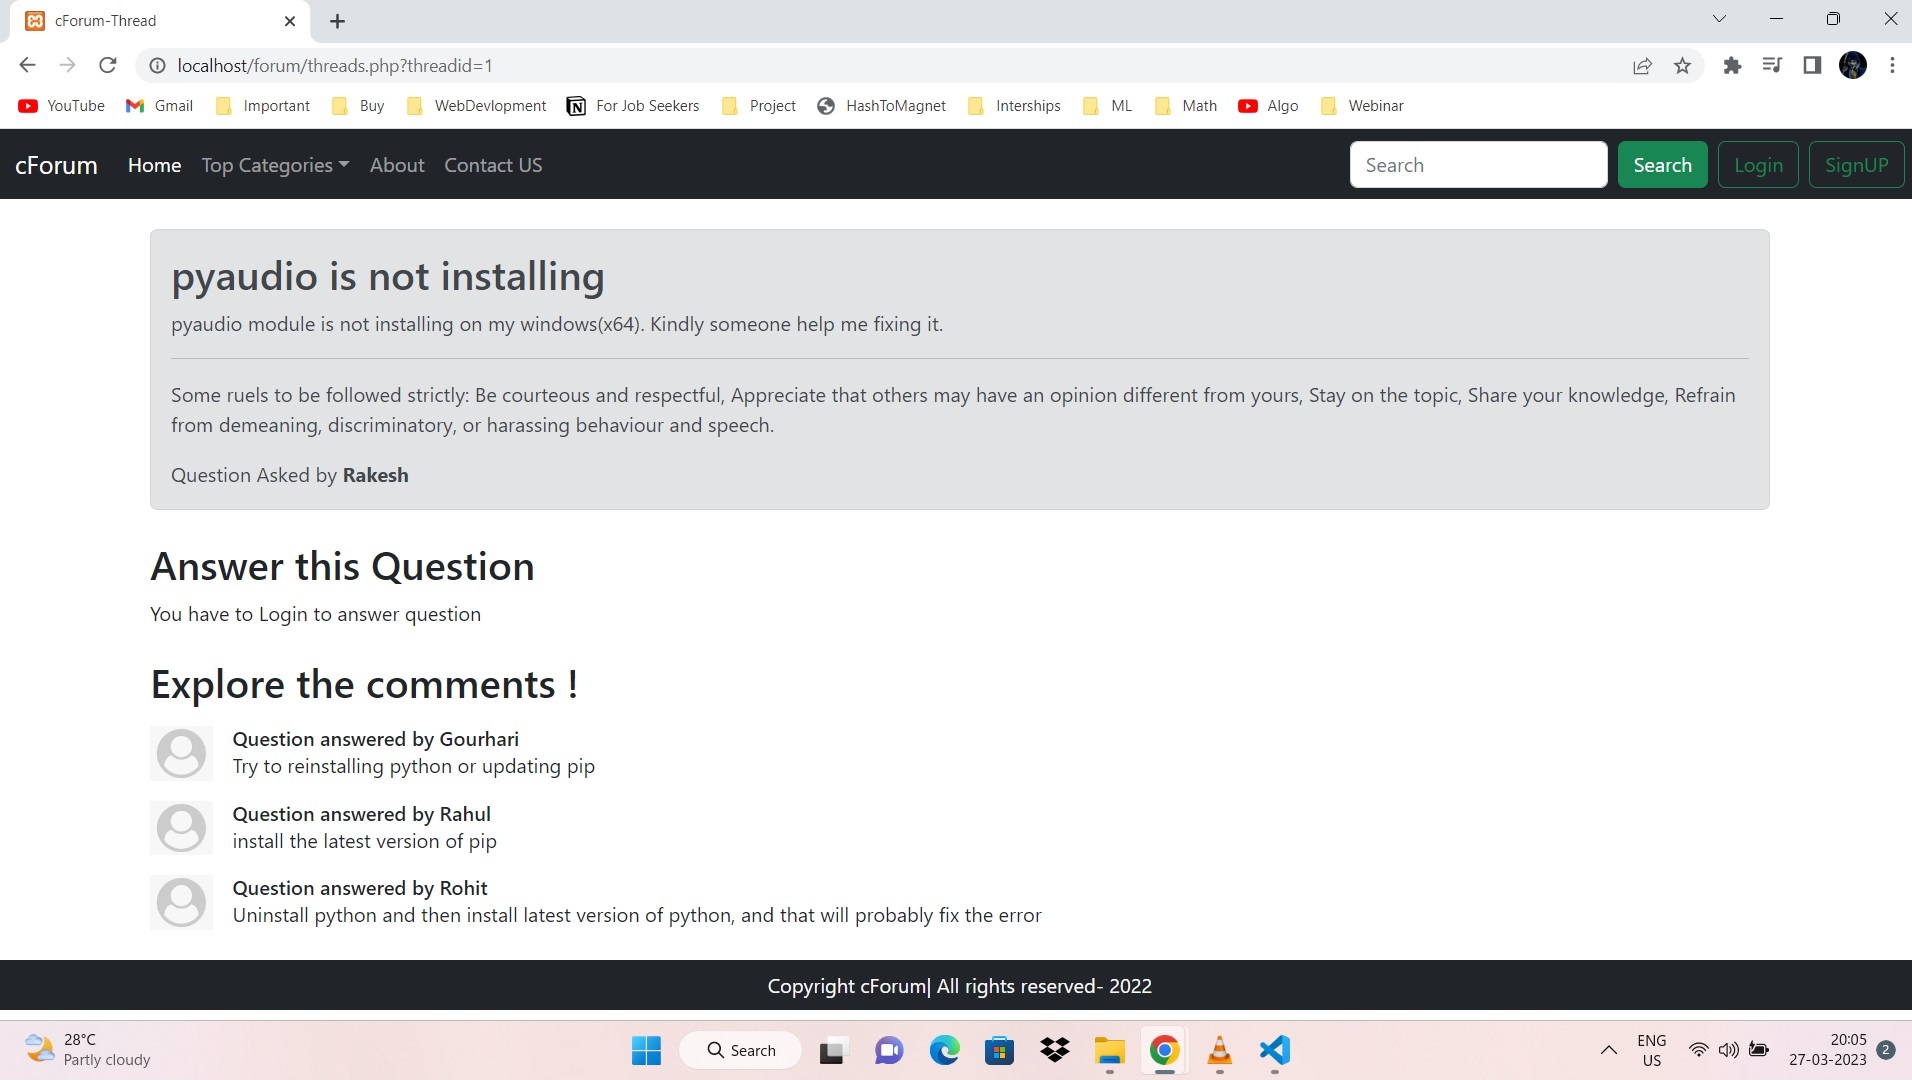 cForum-Thread
localhost/forum/threads.php?threadid=1
YouTube Gmail Important Buy WebDevlopment For Job Seekers Project HashToMagnet Interships ML Math Algo Webinar
cForum Home Top Categories About Contact US Search Search Login SignUP
pyaudio is not installing
pyaudio module is not installing on my windows(x64). Kindly someone help me fixing it.
Some ruels to be followed strictly: Be courteous and respectful, Appreciate that others may have an opinion different from yours, Stay on the topic, Share your knowledge, Refrain
from demeaning, discriminatory, or harassing behaviour and speech.
Question Asked by Rakesh
Answer this Question
You have to Login to answer question
Explore the comments !
Question answered by Gourhari
Try to reinstalling python or updating pip
Question answered by Rahul
install the latest version of pip
Question answered by Rohit
Uninstall python and then install latest version of python, and that will probably fix the error
Copyright cForum| All rights reserved- 2022
28°C
Partly cloudy
Search
ENG
US
20:05
27-03-2023
2